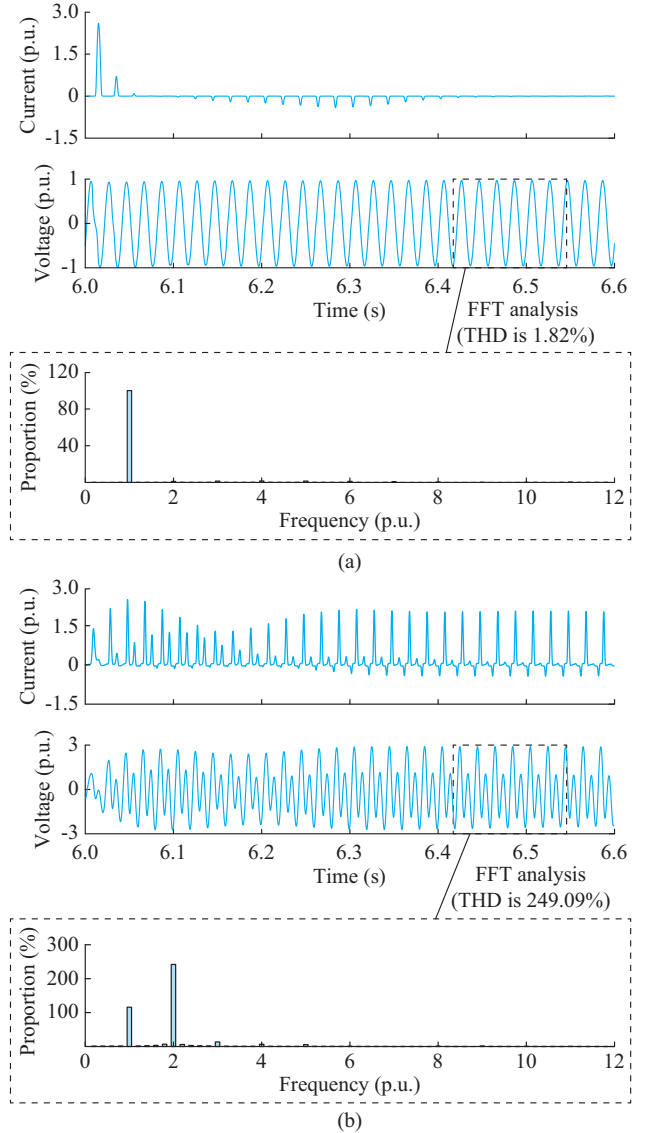 Current (p.u.)
3.0
1.5
0
-1.5
Voltage (p.u.)
1
0
-1
6.0 6.1 6.2 6.3 6.4 6.5 6.6
Time (s)
FFT analysis
(THD is 1.82%)
Proportion (%)
120
80
40
0 2 4 6 8 10 12
Frequency (p.u.)
(a)
Current (p.u.)
3.0
1.5
0
-1.5
Voltage (p.u.)
3
0
-3
6.0 6.1 6.2 6.3 6.4 6.5 6.6
Time (s)
FFT analysis
(THD is 249.09%)
Proportion (%)
300
200
100
0 2 4 6 8 10 12
Frequency (p.u.)
(b)